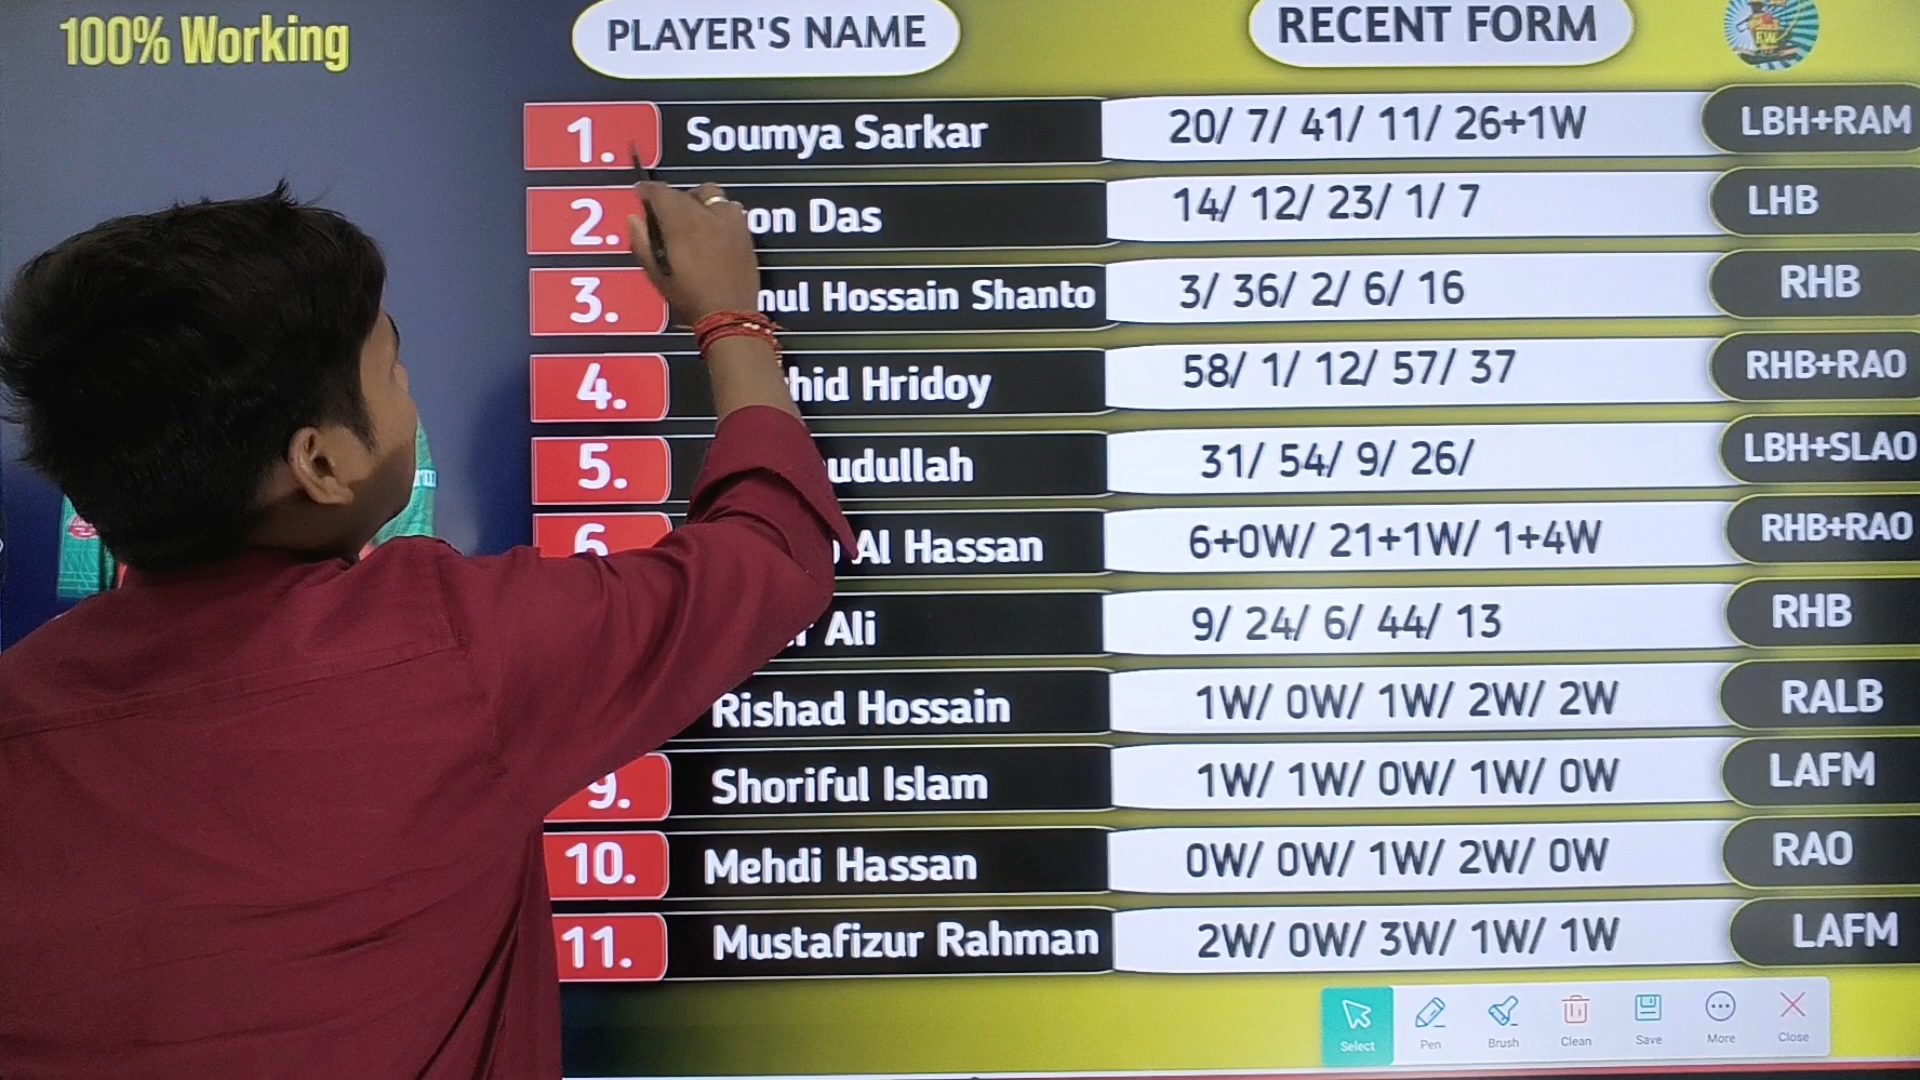 100% Working
PLAYER'S NAME
RECENT FORM
1. Soumya Sarkar 20/ 7/ 41/ 11/ 26+1W LBH+RAM
2. Das 14/ 12/ 23/ 1/ 7 LHB
3. Hossain Shanto 3/ 36/ 2/ 6/ 16 RHB
4. Hridoy 58/ 1/ 12/ 57/ 37 RHB+RAO
5. 31/ 54/ 9/ 26/ LBH+SLAO
6 Al Hassan 6+0W/ 21+1W/ 1+4W RHB+RAO
Ali 9/ 24/ 6/ 44/ 13 RHB
Rishad Hossain 1W/ 0W/ 1W/ 2W/ 2W RALB
9. Shoriful Islam 1W/ 1W/ 0W/ 1W/ 0W LAFM
10. Mehdi Hassan 0W/ 0W/ 1W/ 2W/ 0W RAO
11. Mustafizur Rahman 2W/ 0W/ 3W/ 1W/ 1W LAFM
Select Pen Brush Clean Save More Close